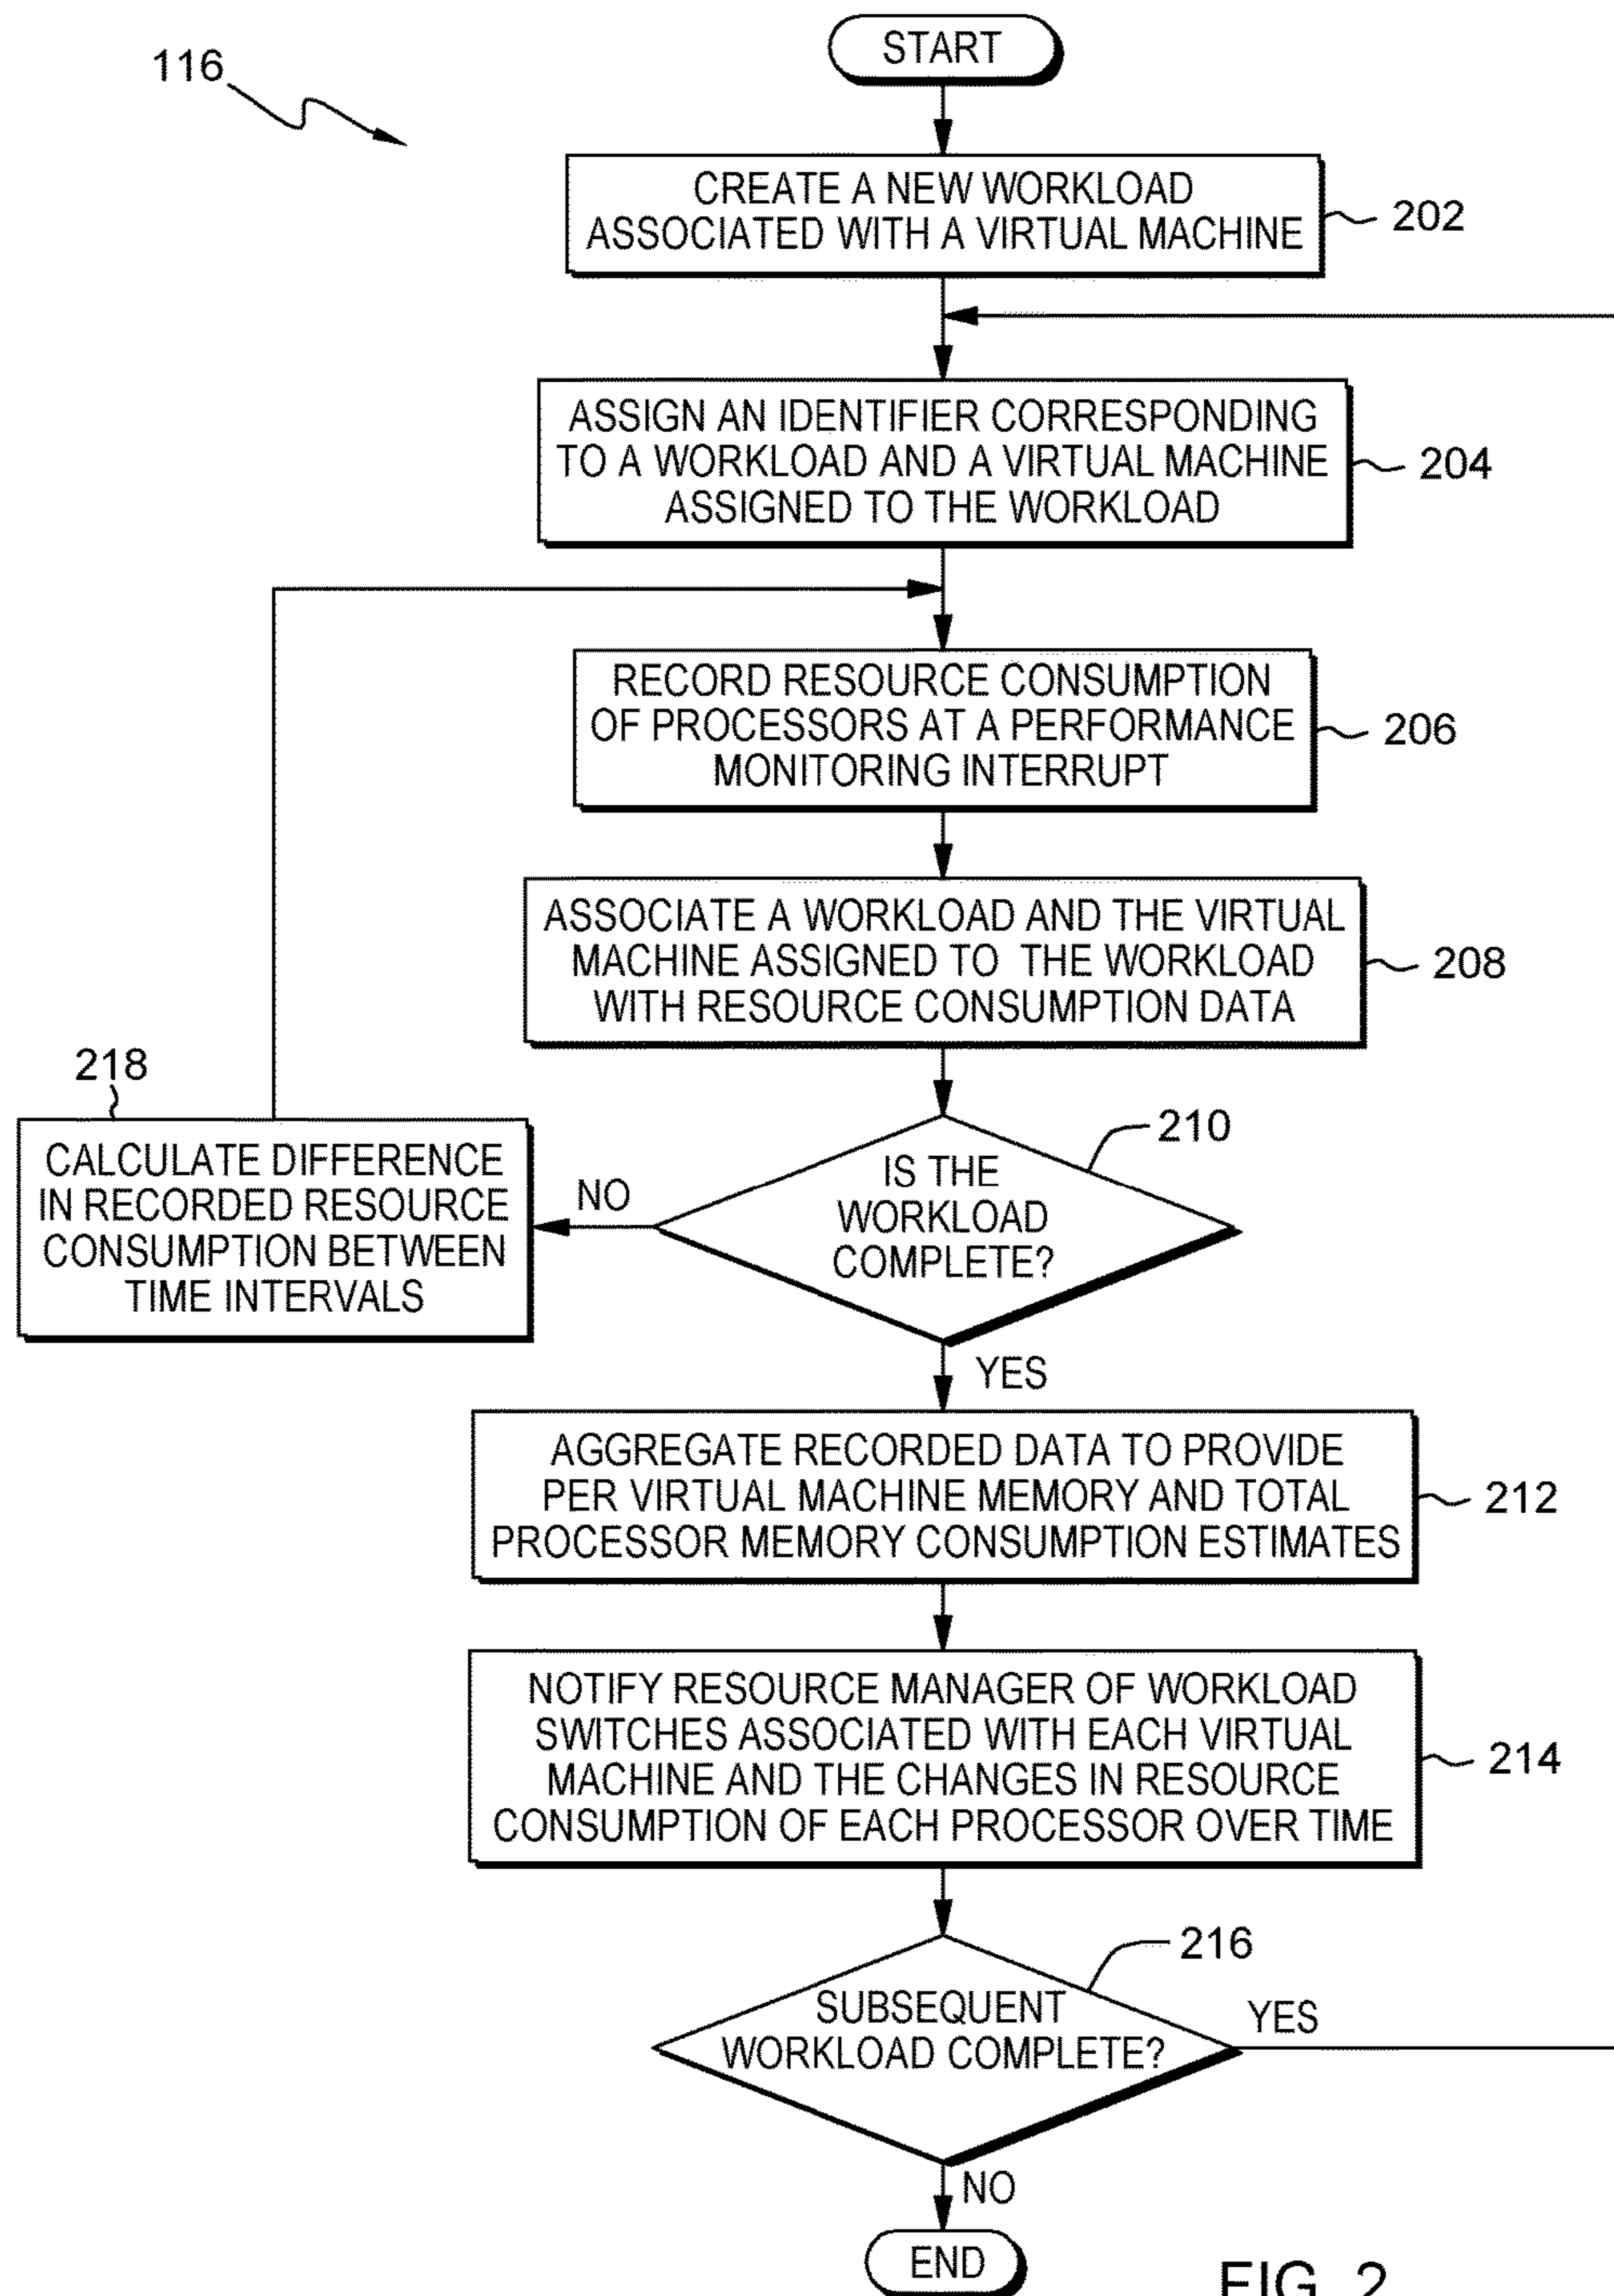 START
116
CREATE A NEW WORKLOAD
ASSOCIATED WITH A VIRTUAL MACHINE
202
ASSIGN AN IDENTIFIER CORRESPONDING
TO A WORKLOAD AND A VIRTUAL MACHINE
ASSIGNED TO THE WORKLOAD
204
RECORD RESOURCE CONSUMPTION
OF PROCESSORS AT A PERFORMANCE
MONITORING INTERRUPT
206
ASSOCIATE A WORKLOAD AND THE VIRTUAL
MACHINE ASSIGNED TO THE WORKLOAD
WITH RESOURCE CONSUMPTION DATA
208
218
CALCULATE DIFFERENCE
IN RECORDED RESOURCE
CONSUMPTION BETWEEN
TIME INTERVALS
NO
IS THE
WORKLOAD
COMPLETE?
210
YES
AGGREGATE RECORDED DATA TO PROVIDE
PER VIRTUAL MACHINE MEMORY AND TOTAL
PROCESSOR MEMORY CONSUMPTION ESTIMATES
212
NOTIFY RESOURCE MANAGER OF WORKLOAD
SWITCHES ASSOCIATED WITH EACH VIRTUAL
MACHINE AND THE CHANGES IN RESOURCE
CONSUMPTION OF EACH PROCESSOR OVER TIME
214
216
SUBSEQUENT
WORKLOAD COMPLETE?
YES
NO
END
FIG. 2